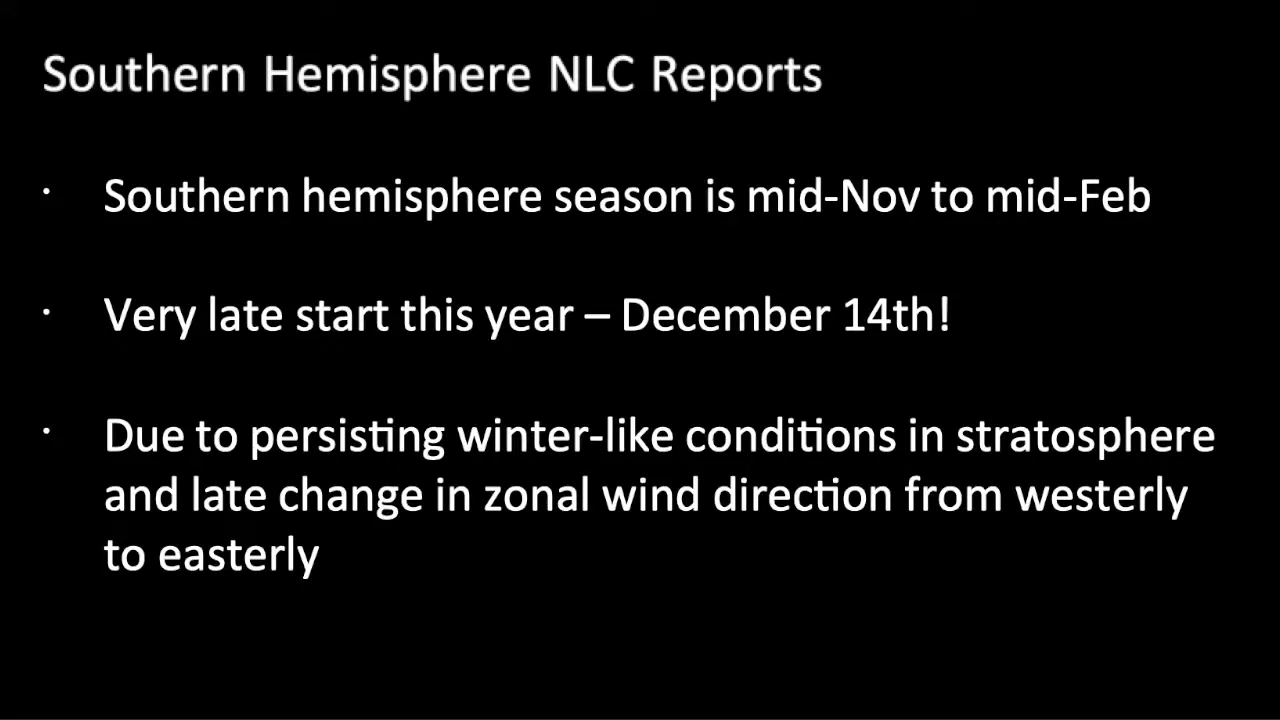 Southern Hemisphere NLC Reports
· Southern hemisphere season is mid-Nov to mid-Feb
· Very late start this year – December 14th!
· Due to persisting winter-like conditions in stratosphere
and late change in zonal wind direction from westerly
to easterly